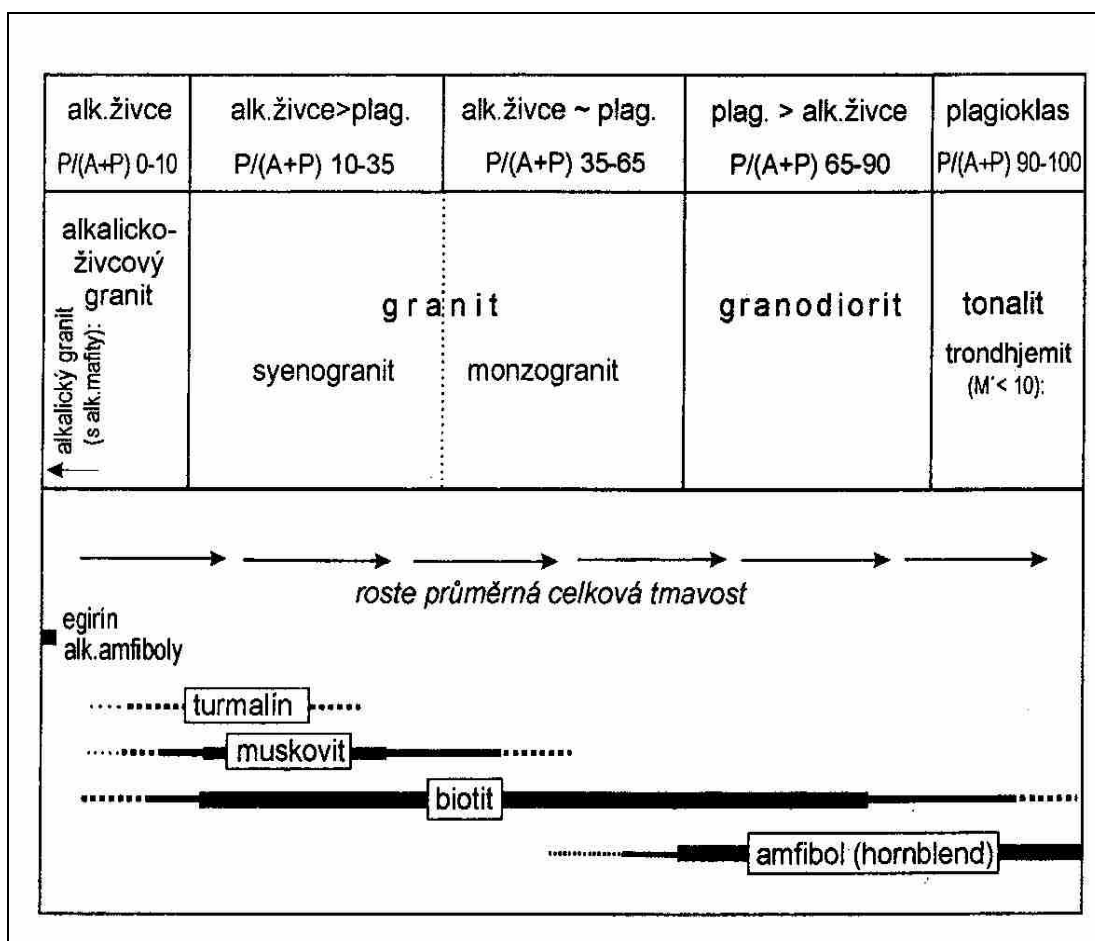 alk.živce
P/(A+P) 0-10
alk.živce>plag.
P/(A+P) 10-35
alk.živce ~ plag.
P/(A+P) 35-65
plag. > alk.živce
P/(A+P) 65-90
plagioklas
P/(A+P) 90-100
alkalicko-
živcový
granit
alkalický granit
(s alk.mafity):
granit
syenogranit
monzogranit
granodiorit
tonalit
trondhjemit
(M´< 10):
roste průměrná celková tmavost
egirín
alk.amfiboly
turmalín
muskovit
biotit
amfibol (hornblend)